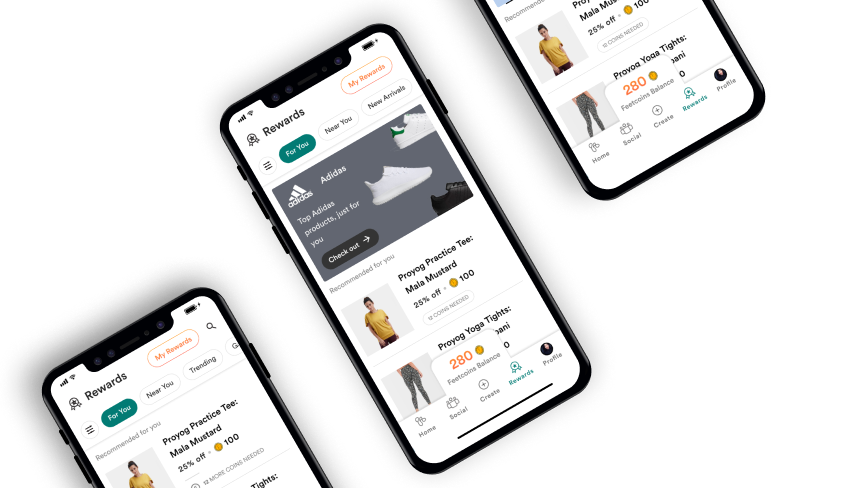 Rewards
My Rewards
For You
Near You
Trending
Recommended for you
Proyog Practice Tee:
Mala Mustard
25% off • 100
12 MORE COINS NEEDED
Tights:
Rewards
My Rewards
For You
Near You
New Arrivals
adidas
Adidas
Top Adidas
products, just for
you
Check out
Recommended for you
Proyog Practice Tee:
Mala Mustard
25% off • 100
12 COINS NEEDED
Proyog Yoga Tights:
280
Feetcoins Balance
Home
Social
Create
Rewards
Profile
Recommended
Mala Mus
25% off • 100
12 COINS NEEDED
Proyog Yoga Tights:
280
Feetcoins Balance
Home
Social
Create
Rewards
Profile